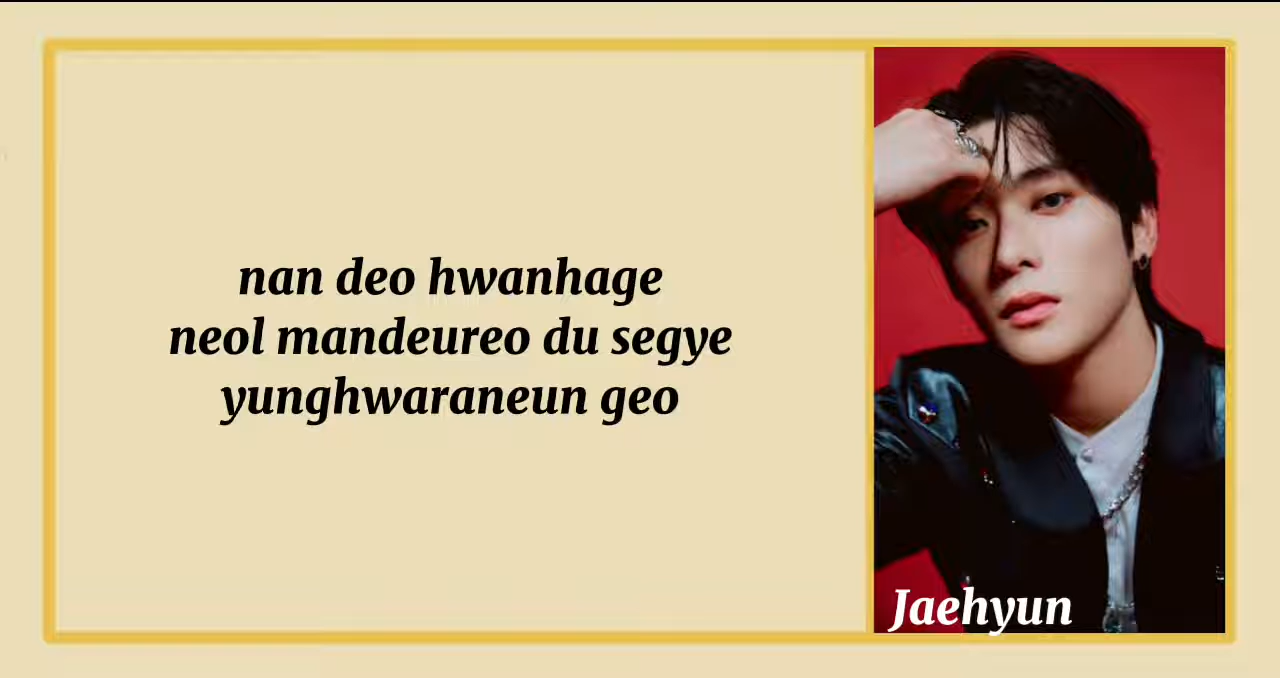 nan deo hwanhage
neol mandeureo du segye
yunghwaraneun geo
Jaehyun